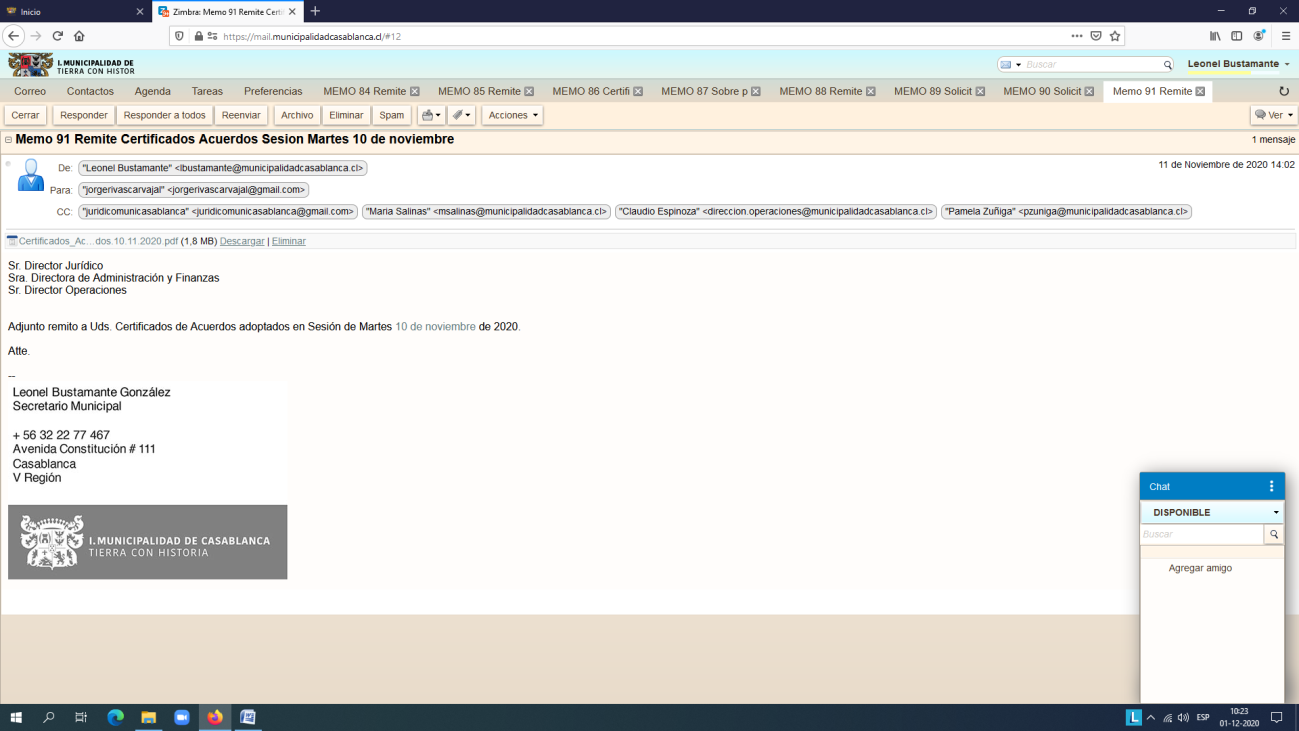 Inicio
Zimbra: Memo 91 Remite Certi
https://mail.municipalidadcasablanca.cl/#12
I. MUNICIPALIDAD DE
TIERRA CON HISTOR
Buscar
Leonel Bustamante
Correo Contactos Agenda Tareas Preferencias MEMO 84 Remite MEMO 85 Remite MEMO 86 Certifi MEMO 87 Sobre p MEMO 88 Remite MEMO 89 Solicit MEMO 90 Solicit Memo 91 Remite
Cerrar Responder Responder a todos Reenviar Archivo Eliminar Spam Acciones Ver
Memo 91 Remite Certificados Acuerdos Sesion Martes 10 de noviembre 1 mensaje
De: "Leonel Bustamante" <lbustamante@municipalidadcasablanca.cl> 11 de Noviembre de 2020 14:02
Para: "jorgerivascarvajal" <jorgerivascarvajal@gmail.com>
CC: "juridicomunicasablanca" <juridicomunicasablanca@gmail.com> "Maria Salinas" <msalinas@municipalidadcasablanca.cl> "Claudio Espinoza" <direccion.operaciones@municipalidadcasablanca.cl> "Pamela Zuñiga" <pzuniga@municipalidadcasablanca.cl>
Certificados_Ac...dos.10.11.2020.pdf (1,8 MB) Descargar | Eliminar
Sr. Director Jurídico
Sra. Directora de Administración y Finanzas
Sr. Director Operaciones
Adjunto remito a Uds. Certificados de Acuerdos adoptados en Sesión de Martes 10 de noviembre de 2020.
Atte.
--
Leonel Bustamante González
Secretario Municipal
+ 56 32 22 77 467
Avenida Constitución # 111
Casablanca
V Región
I.MUNICIPALIDAD DE CASABLANCA
TIERRA CON HISTORIA
Chat
DISPONIBLE
Buscar
Agregar amigo
L
ESP
10:23
01-12-2020